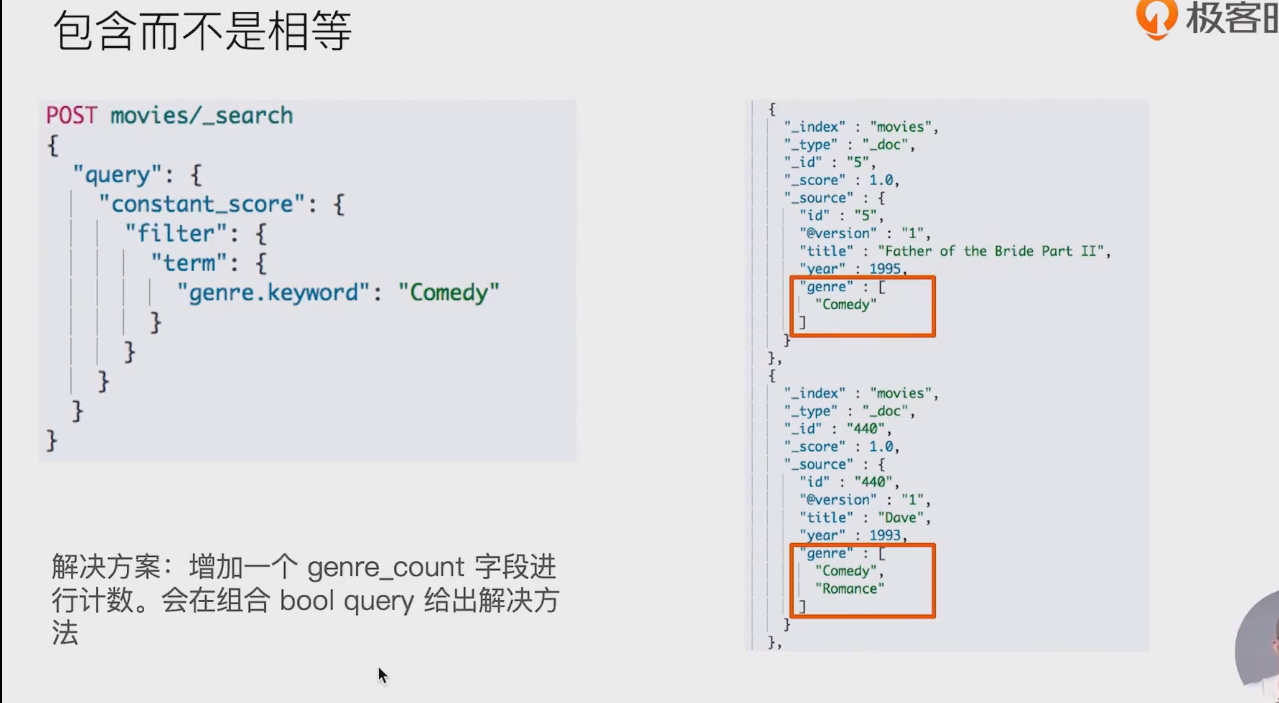 包含而不是相等
极客时
POST movies/_search
{
"query": {
"constant_score": {
"filter": {
"term": {
"genre.keyword": "Comedy"
}
}
}
}
}
解决方案：增加一个 genre_count 字段进
行计数。会在组合 bool query 给出解决方
法
{
"_index" : "movies",
"_type" : "_doc",
"_id" : "5",
"_score" : 1.0,
"_source" : {
"id" : "5",
"@version" : "1",
"title" : "Father of the Bride Part II",
"year" : 1995,
"genre" : [
"Comedy"
]
}
},
{
"_index" : "movies",
"_type" : "_doc",
"_id" : "440",
"_score" : 1.0,
"_source" : {
"id" : "440",
"@version" : "1",
"title" : "Dave",
"year" : 1993,
"genre" : [
"Comedy",
"Romance"
]
}
},